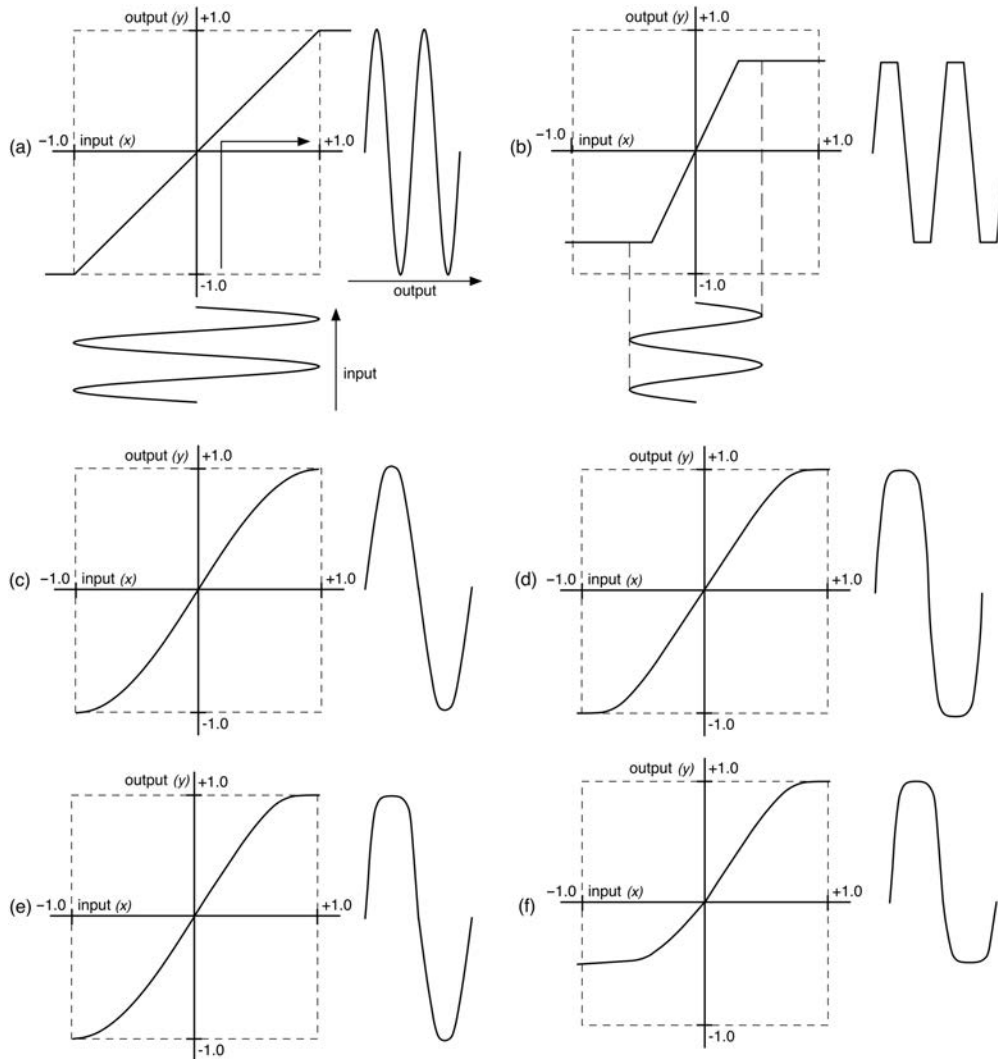 output (y) +1.0
(a) −1.0 input (x) +1.0
-1.0
output
input
output (y) +1.0
(b) −1.0 input (x) +1.0
-1.0
output (y) +1.0
(c) −1.0 input (x) +1.0
-1.0
output (y) +1.0
(d) −1.0 input (x) +1.0
-1.0
output (y) +1.0
(e) −1.0 input (x) +1.0
-1.0
output (y) +1.0
(f) −1.0 input (x) +1.0
-1.0